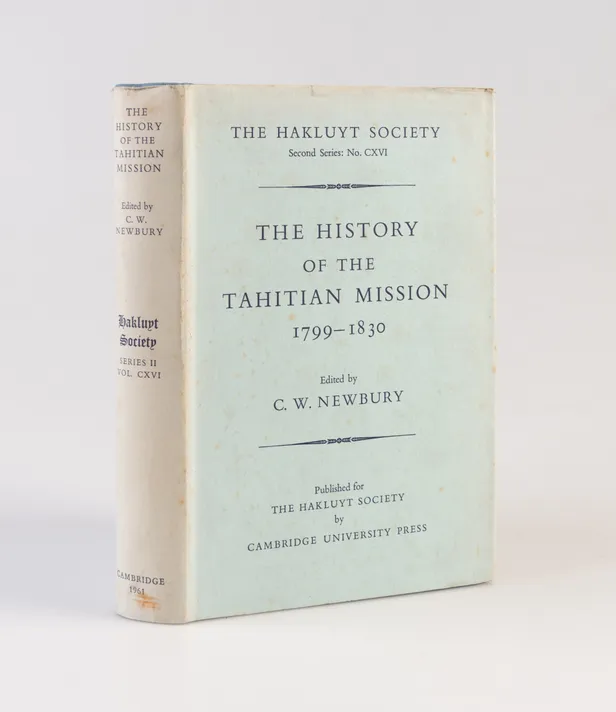 THE
HISTORY
OF THE
TAHITIAN
MISSION
Edited by
C. W.
NEWBURY
Hakluyt
Society
SERIES II
VOL. CXVI
CAMBRIDGE
1961
THE HAKLUYT SOCIETY
Second Series: No. CXVI
THE HISTORY
OF THE
TAHITIAN MISSION
1799–1830
Edited by
C. W. NEWBURY
Published for
THE HAKLUYT SOCIETY
by
CAMBRIDGE UNIVERSITY PRESS